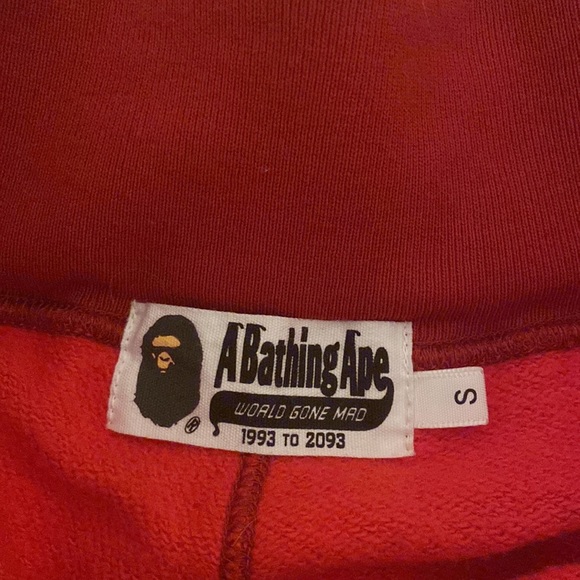 A Bathing Ape
WORLD GONE MAD
1993 TO 2093
®
S